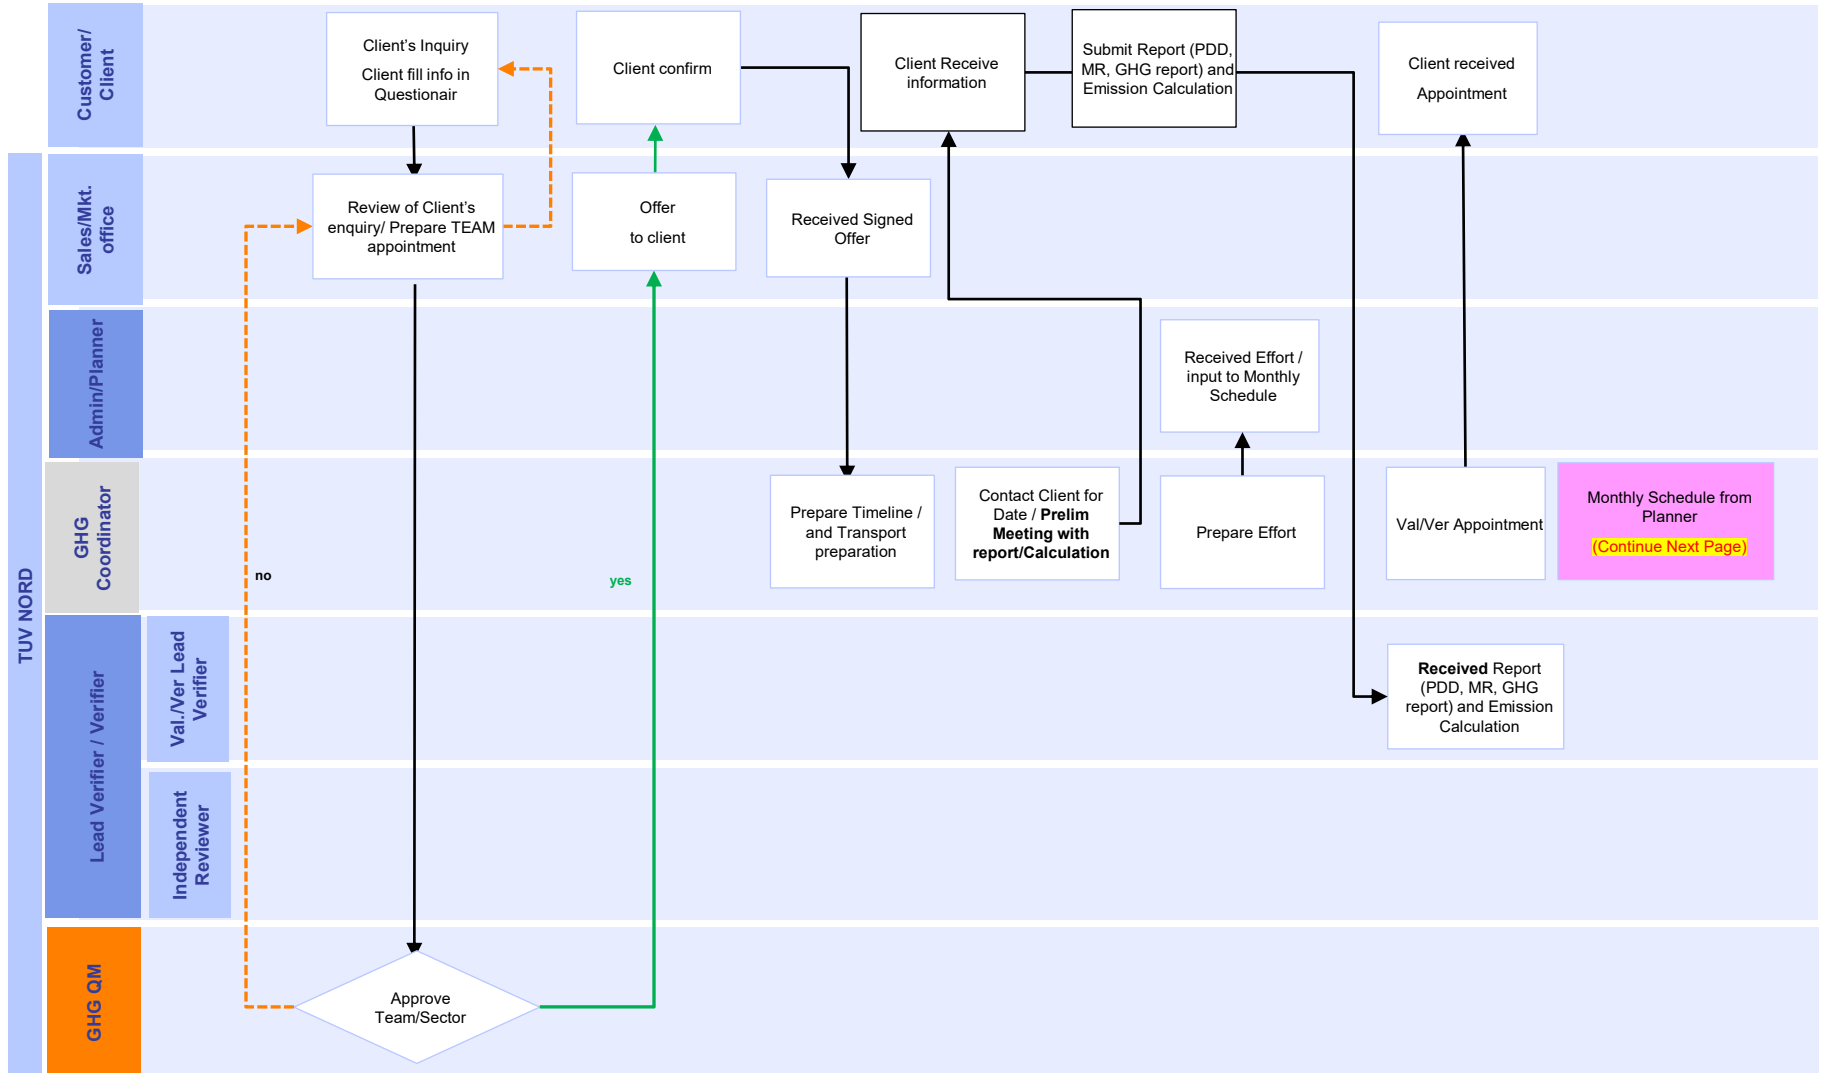 Customer/
Client
Client's Inquiry
Client fill info in
Questionair
Client confirm
Client Receive
information
Submit Report (PDD,
MR, GHG report) and
Emission Calculation
Client received
Appointment
TUV NORD
Sales/Mkt.
office
Review of Client's
enquiry/ Prepare TEAM
appointment
Offer
to client
Received Signed
Offer
Admin/Planner
Received Effort /
input to Monthly
Schedule
GHG
Coordinator
no
yes
Prepare Timeline /
and Transport
preparation
Contact Client for
Date / Prelim
Meeting with
report/Calculation
Prepare Effort
Val/Ver Appointment
Monthly Schedule from
Planner
(Continue Next Page)
Lead Verifier / Verifier
Val./Ver Lead
Verifier
Received Report
(PDD, MR, GHG
report) and Emission
Calculation
Independent
Reviewer
GHG QM
Approve
Team/Sector